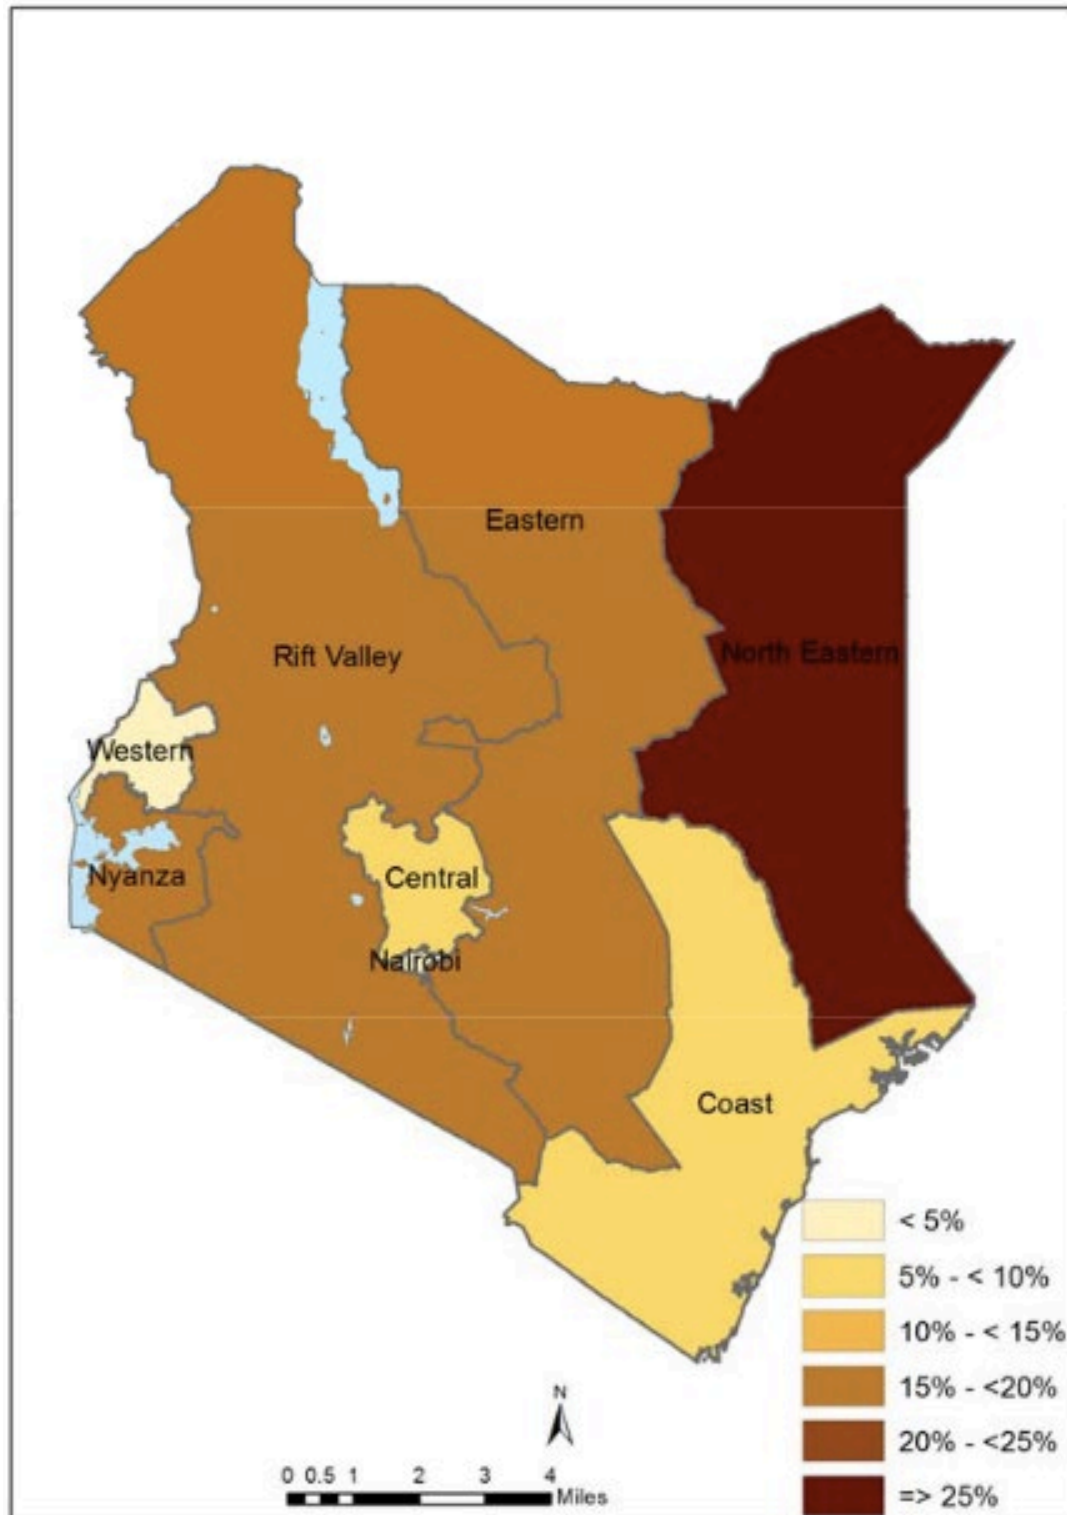 Eastern
North Eastern
Rift Valley
Western
Nyanza
Central
Nairobi
Coast
< 5%
5% - < 10%
10% - < 15%
15% - <20%
20% - <25%
=> 25%
N
0 0.5 1 2 3 4
Miles